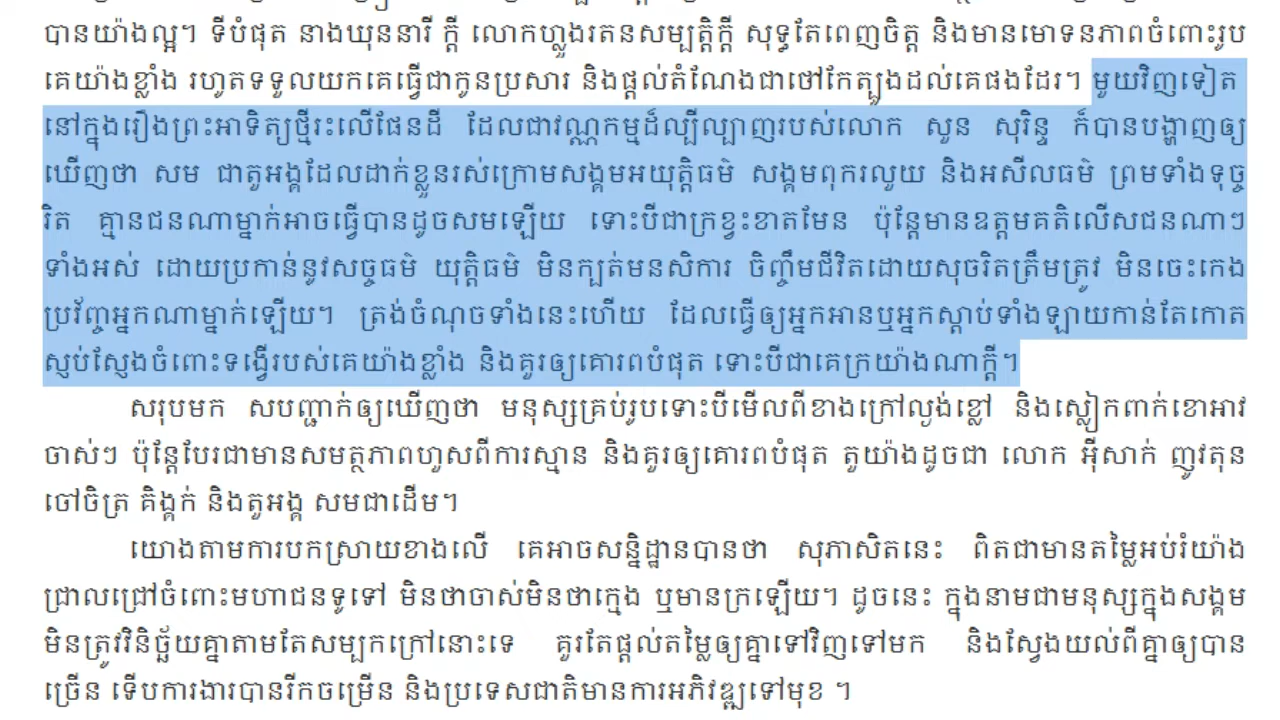 បានយ៉ាងល្អ។ ទីបំផុត នាងឃុននារី ក្ដី លោកហ្លួងរតនសម្បត្តិក្ដី សុទ្ធតែពេញចិត្ត និងមានមោទនភាពចំពោះរូប
គេយ៉ាងខ្លាំង រហូតទទួលយកគេធ្វើជាកូនប្រសារ និងផ្ដល់តំណែងជាថៅកែត្បូងដល់គេផងដែរ។ មួយវិញទៀត
នៅក្នុងរឿងព្រះអាទិត្យថ្មីរះលើផែនដី ដែលជាវណ្ណកម្មដ៏ល្បីល្បាញរបស់លោក សួន សុរិន្ទ ក៏បានបង្ហាញឲ្យ
ឃើញថា សម ជាតួអង្គដែលដាក់ខ្លួនរស់ក្រោមសង្គមអយុត្តិធម៌ សង្គមពុករលួយ និងអសីលធម៌ ព្រមទាំងទុច្ច
រិត គ្មានជនណាម្នាក់អាចធ្វើបានដូចសមឡើយ ទោះបីជាក្រខ្វះខាតមែន ប៉ុន្តែមានឧត្ដមគតិលើសជនណាៗ
ទាំងអស់ ដោយប្រកាន់នូវសច្ចធម៌ យុត្តិធម៌ មិនក្បត់មនសិការ ចិញ្ចឹមជីវិតដោយសុចរិតត្រឹមត្រូវ មិនចេះកេង
ប្រវ័ញ្ចអ្នកណាម្នាក់ឡើយ។ ត្រង់ចំណុចទាំងនេះហើយ ដែលធ្វើឲ្យអ្នកអានឬអ្នកស្ដាប់ទាំងឡាយកាន់តែកោត
ស្ញប់ស្ញែងចំពោះទង្វើរបស់គេយ៉ាងខ្លាំង និងគួរឲ្យគោរពបំផុត ទោះបីជាគេក្រយ៉ាងណាក្ដី។
សរុបមក សបញ្ជាក់ឲ្យឃើញថា មនុស្សគ្រប់រូបទោះបីមើលពីខាងក្រៅល្ងង់ខ្លៅ និងស្លៀកពាក់ខោអាវ
ចាស់ៗ ប៉ុន្តែបែរជាមានសមត្ថភាពហួសពីការស្មាន និងគួរឲ្យគោរពបំផុត តួយ៉ាងដូចជា លោក អ៊ីសាក់ ញូវតុន
ចៅចិត្រ គិង្គក់ និងតួអង្គ សមជាដើម។
យោងតាមការបកស្រាយខាងលើ គេអាចសន្និដ្ឋានបានថា សុភាសិតនេះ ពិតជាមានតម្លៃអប់រំយ៉ាង
ជ្រាលជ្រៅចំពោះមហាជនទូទៅ មិនថាចាស់មិនថាក្មេង ឬមានក្រឡើយ។ ដូចនេះ ក្នុងនាមជាមនុស្សក្នុងសង្គម
មិនត្រូវវិនិច្ឆ័យគ្នាតាមតែសម្បកក្រៅនោះទេ គួរតែផ្ដល់តម្លៃឲ្យគ្នាទៅវិញទៅមក និងស្វែងយល់ពីគ្នាឲ្យបាន
ច្រើន ទើបការងារបានរីកចម្រើន និងប្រទេសជាតិមានការអភិវឌ្ឍទៅមុខ ។